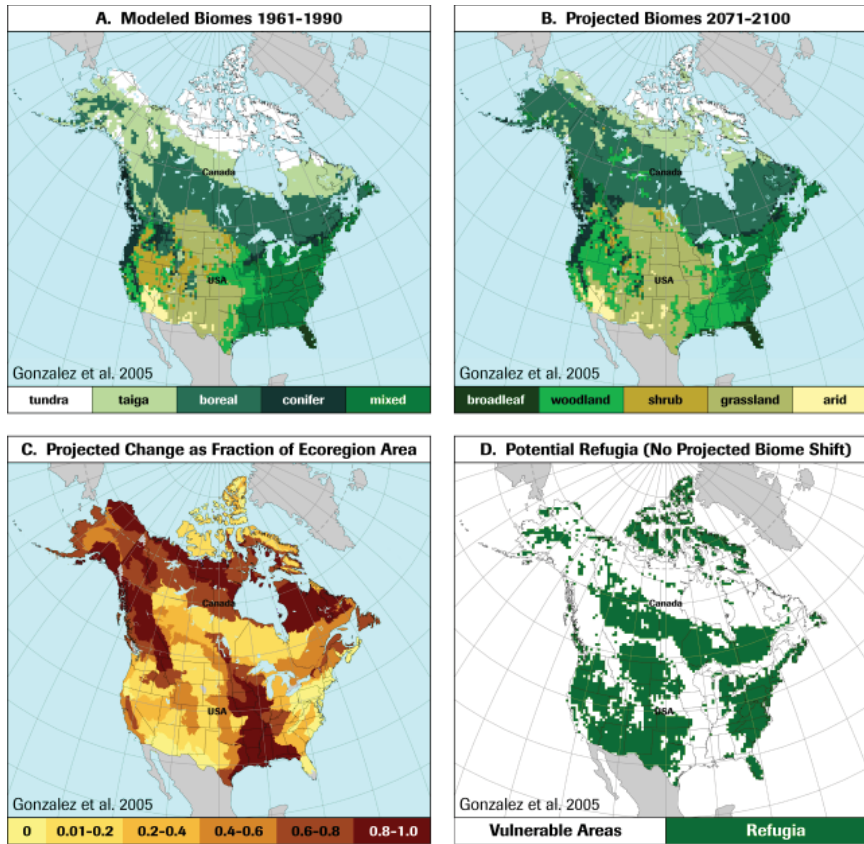 A. Modeled Biomes 1961-1990
Canada
USA
Gonzalez et al. 2005
tundra taiga boreal conifer mixed
B. Projected Biomes 2071-2100
Canada
USA
Gonzalez et al. 2005
broadleaf woodland shrub grassland arid
C. Projected Change as Fraction of Ecoregion Area
Canada
USA
Gonzalez et al. 2005
0 0.01-0.2 0.2-0.4 0.4-0.6 0.6-0.8 0.8-1.0
D. Potential Refugia (No Projected Biome Shift)
Canada
USA
Gonzalez et al. 2005
Vulnerable Areas Refugia